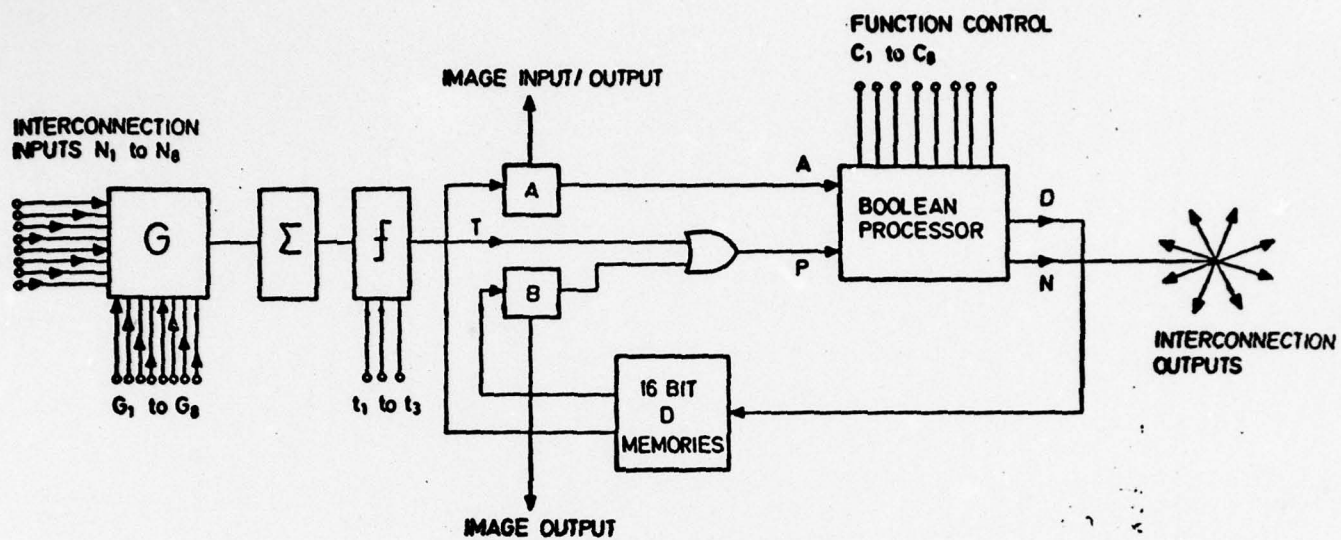 FUNCTION CONTROL
C₁ to C₈
IMAGE INPUT/ OUTPUT
INTERCONNECTION
INPUTS N₁ to N₈
G
Σ
A
A
T
B
P
BOOLEAN
PROCESSOR
D
N
INTERCONNECTION
OUTPUTS
G₁ to G₈
t₁ to t₃
16 BIT
D
MEMORIES
IMAGE OUTPUT